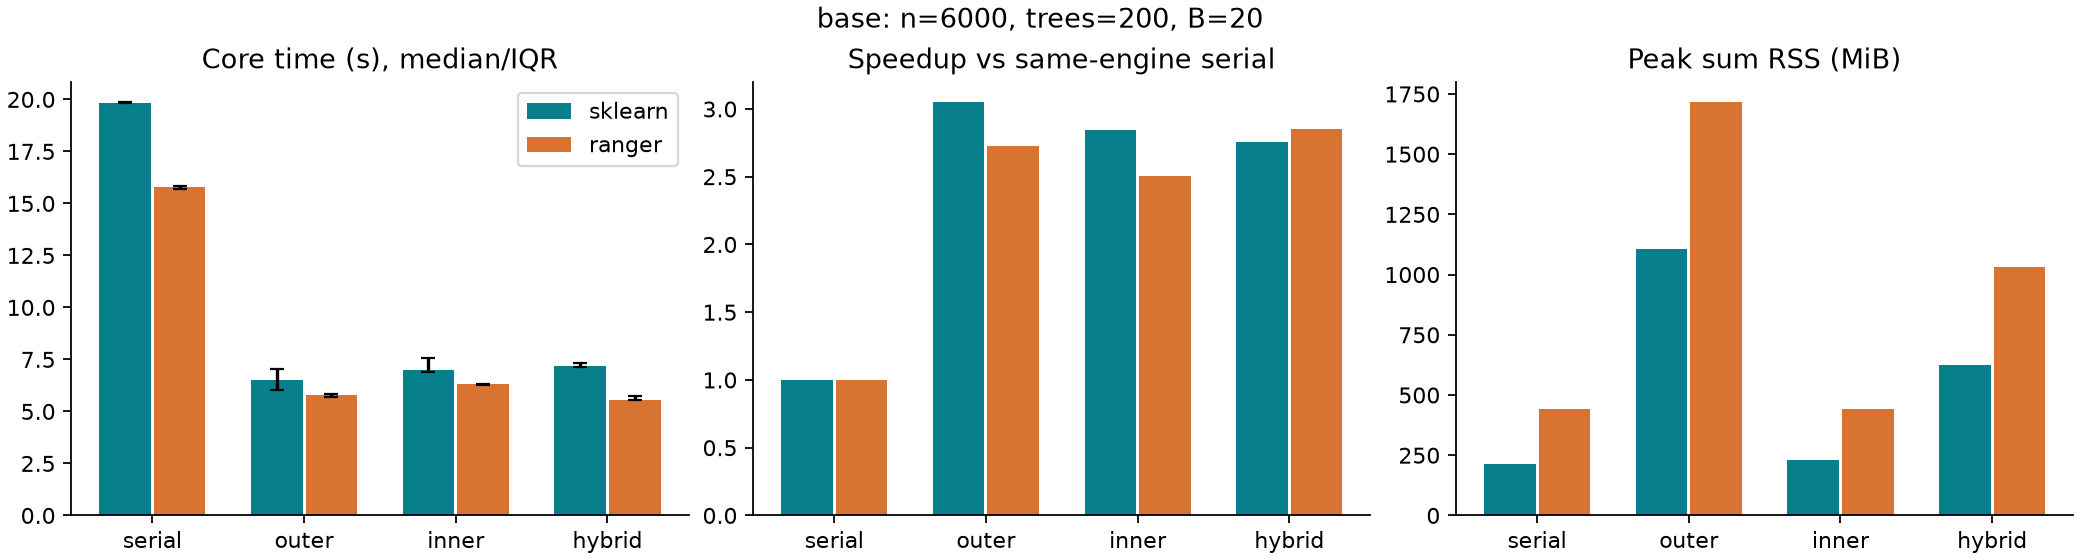 base: n=6000, trees=200, B=20
Core time (s), median/IQR
20.0
17.5
15.0
12.5
10.0
7.5
5.0
2.5
0.0
serial outer inner hybrid
sklearn
ranger
Speedup vs same-engine serial
3.0
2.5
2.0
1.5
1.0
0.5
0.0
serial outer inner hybrid
Peak sum RSS (MiB)
1750
1500
1250
1000
750
500
250
0
serial outer inner hybrid